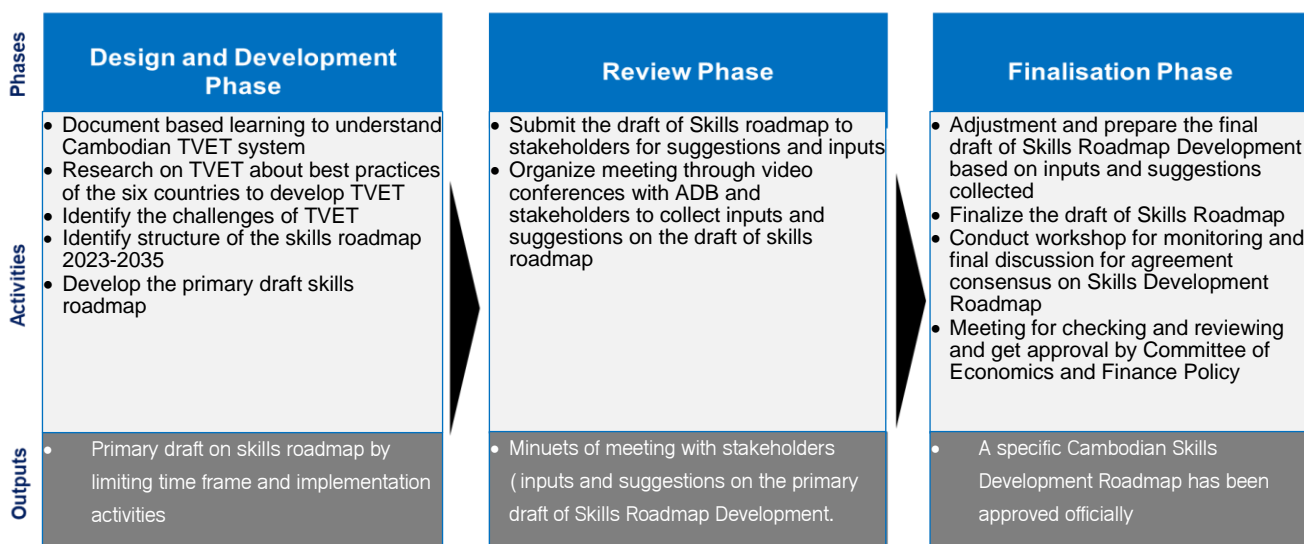 Phases
Design and Development
Phase
Review Phase
Finalisation Phase
Activities
• Document based learning to understand
Cambodian TVET system
• Research on TVET about best practices
of the six countries to develop TVET
• Identify the challenges of TVET
• Identify structure of the skills roadmap
2023-2035
• Develop the primary draft skills
roadmap
• Submit the draft of Skills roadmap to
stakeholders for suggestions and inputs
• Organize meeting through video
conferences with ADB and
stakeholders to collect inputs and
suggestions on the draft of skills
roadmap
• Adjustment and prepare the final
draft of Skills Roadmap Development
based on inputs and suggestions
collected
• Finalize the draft of Skills Roadmap
• Conduct workshop for monitoring and
final discussion for agreement
consensus on Skills Development
Roadmap
• Meeting for checking and reviewing
and get approval by Committee of
Economics and Finance Policy
Outputs
• Primary draft on skills roadmap by
limiting time frame and implementation
activities
• Minuets of meeting with stakeholders
( inputs and suggestions on the primary
draft of Skills Roadmap Development.
• A specific Cambodian Skills
Development Roadmap has been
approved officially